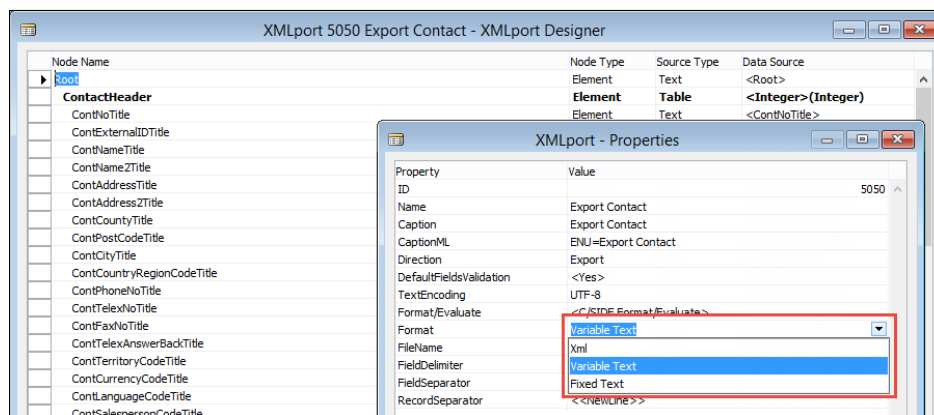 XMLport 5050 Export Contact - XMLport Designer
Node Name Node Type Source Type Data Source
Root Element Text <Root>
ContactHeader Element Table <Integer>(Integer)
ContNoTitle Element Text <ContNoTitle>
ContExternalIDTitle
ContNameTitle
ContName2Title
ContAddressTitle
ContAddress2Title
ContCountyTitle
ContPostCodeTitle
ContCityTitle
ContCountryRegionCodeTitle
ContPhoneNoTitle
ContTelexNoTitle
ContFaxNoTitle
ContTelexAnswerBackTitle
ContTerritoryCodeTitle
ContCurrencyCodeTitle
ContLanguageCodeTitle
ContSalespersonCodeTitle
XMLport - Properties
Property Value
ID 5050
Name Export Contact
Caption Export Contact
CaptionML ENU=Export Contact
Direction Export
DefaultFieldsValidation <Yes>
TextEncoding UTF-8
Format/Evaluate <C/SIDE Format/Evaluate>
Format Variable Text
FileName Xml
FieldDelimiter Variable Text
FieldSeparator Fixed Text
RecordSeparator <<NewLine>>